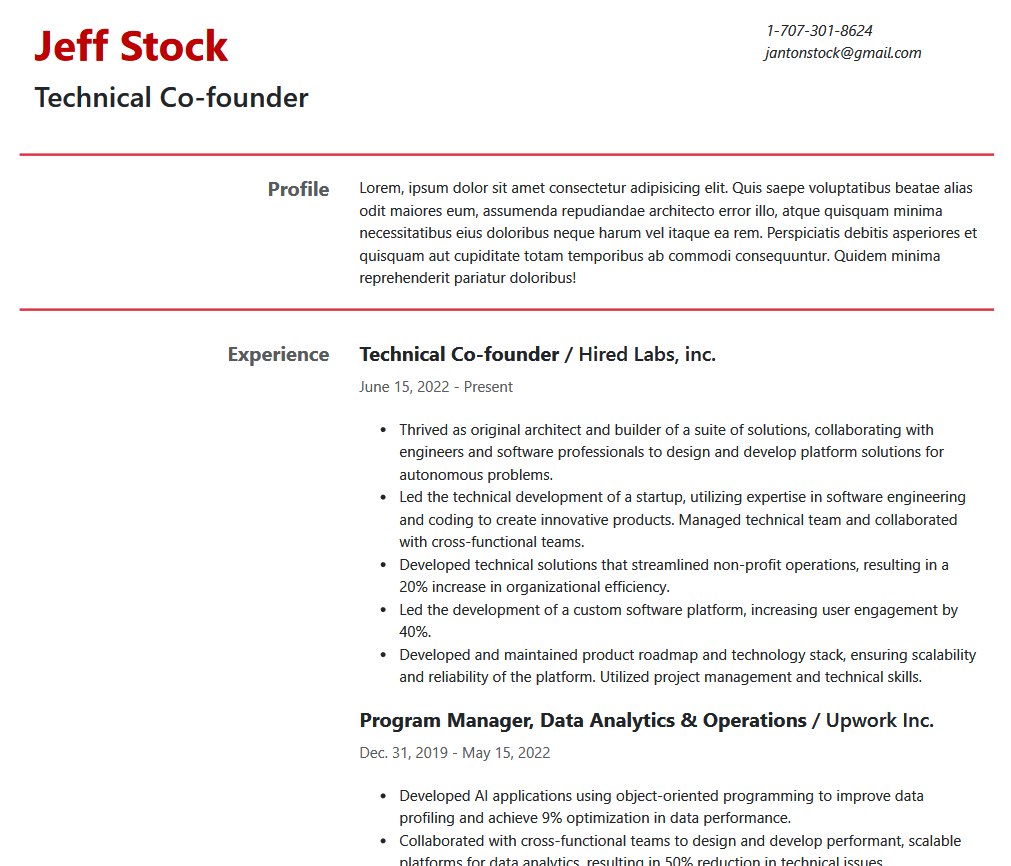 Jeff Stock
1-707-301-8624
jantonstock@gmail.com
Technical Co-founder
Profile
Lorem, ipsum dolor sit amet consectetur adipisicing elit. Quis saepe voluptatibus beatae alias
odit maiores eum, assumenda repudiandae architecto error illo, atque quisquam minima
necessitatibus eius doloribus neque harum vel itaque ea rem. Perspiciatis debitis asperiores et
quisquam aut cupiditate totam temporibus ab commodi consequuntur. Quidem minima
reprehenderit pariatur doloribus!
Experience
Technical Co-founder / Hired Labs, inc.
June 15, 2022 - Present
• Thrived as original architect and builder of a suite of solutions, collaborating with
engineers and software professionals to design and develop platform solutions for
autonomous problems.
• Led the technical development of a startup, utilizing expertise in software engineering
and coding to create innovative products. Managed technical team and collaborated
with cross-functional teams.
• Developed technical solutions that streamlined non-profit operations, resulting in a
20% increase in organizational efficiency.
• Led the development of a custom software platform, increasing user engagement by
40%.
• Developed and maintained product roadmap and technology stack, ensuring scalability
and reliability of the platform. Utilized project management and technical skills.
Program Manager, Data Analytics & Operations / Upwork Inc.
Dec. 31, 2019 - May 15, 2022
• Developed AI applications using object-oriented programming to improve data
profiling and achieve 9% optimization in data performance.
• Collaborated with cross-functional teams to design and develop performant, scalable
platforms for data analytics, resulting in 50% reduction in technical issues.